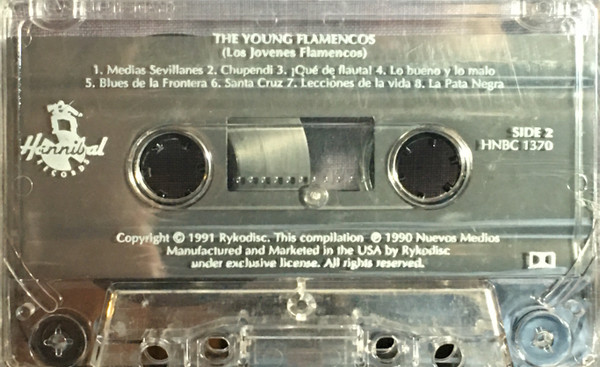 THE YOUNG FLAMENCOS
(Los Jovenes Flamencos)
1. Medias Sevillanes 2. Chupendi 3. ¡Qué de flauta! 4. Lo bueno y lo malo
5. Blues de la Frontera 6. Santa Cruz 7. Lecciónes de la vida 8. La Pata Negra
Hannibal
RECORDS
SIDE 2
HNBC 1370
Copyright © 1991 Rykodisc. This compilation ℗ 1990 Nuevos Medios
Manufactured and Marketed in the USA by Rykodisc
under exclusive license. All rights reserved.